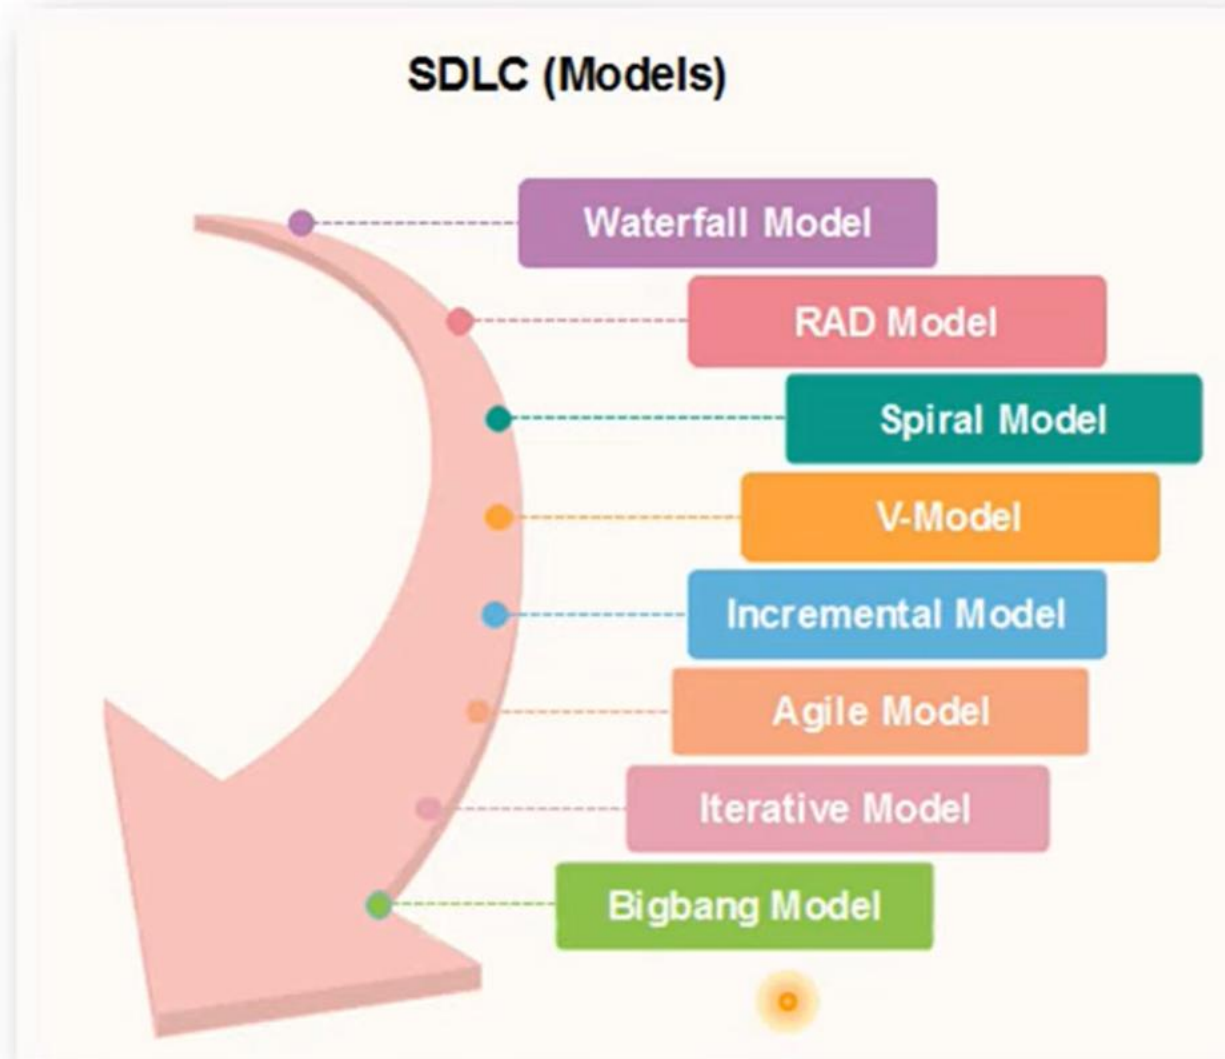 SDLC (Models)
Waterfall Model
RAD Model
Spiral Model
V-Model
Incremental Model
Agile Model
Iterative Model
Bigbang Model